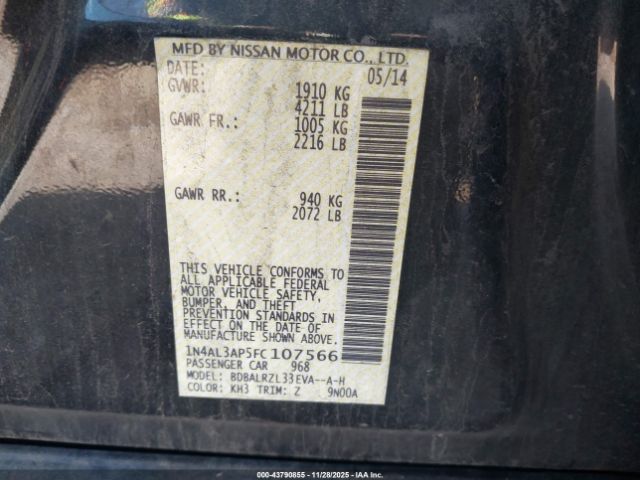 MFD BY NISSAN MOTOR CO., LTD.
DATE: 05/14
GVWR: 1910 KG
4211 LB
GAWR FR.: 1005 KG
2216 LB
GAWR RR.: 940 KG
2072 LB
THIS VEHICLE CONFORMS TO
ALL APPLICABLE FEDERAL
MOTOR VEHICLE SAFETY,
BUMPER, AND THEFT
PREVENTION STANDARDS IN
EFFECT ON THE DATE OF
MANUFACTURE SHOWN ABOVE.
1N4AL3AP5FC107566
PASSENGER CAR 968
MODEL: BDBALRZL33EVA--A-H
COLOR: KH3 TRIM: Z 9N00A
000-43790855 - 11/28/2025 - IAA Inc.